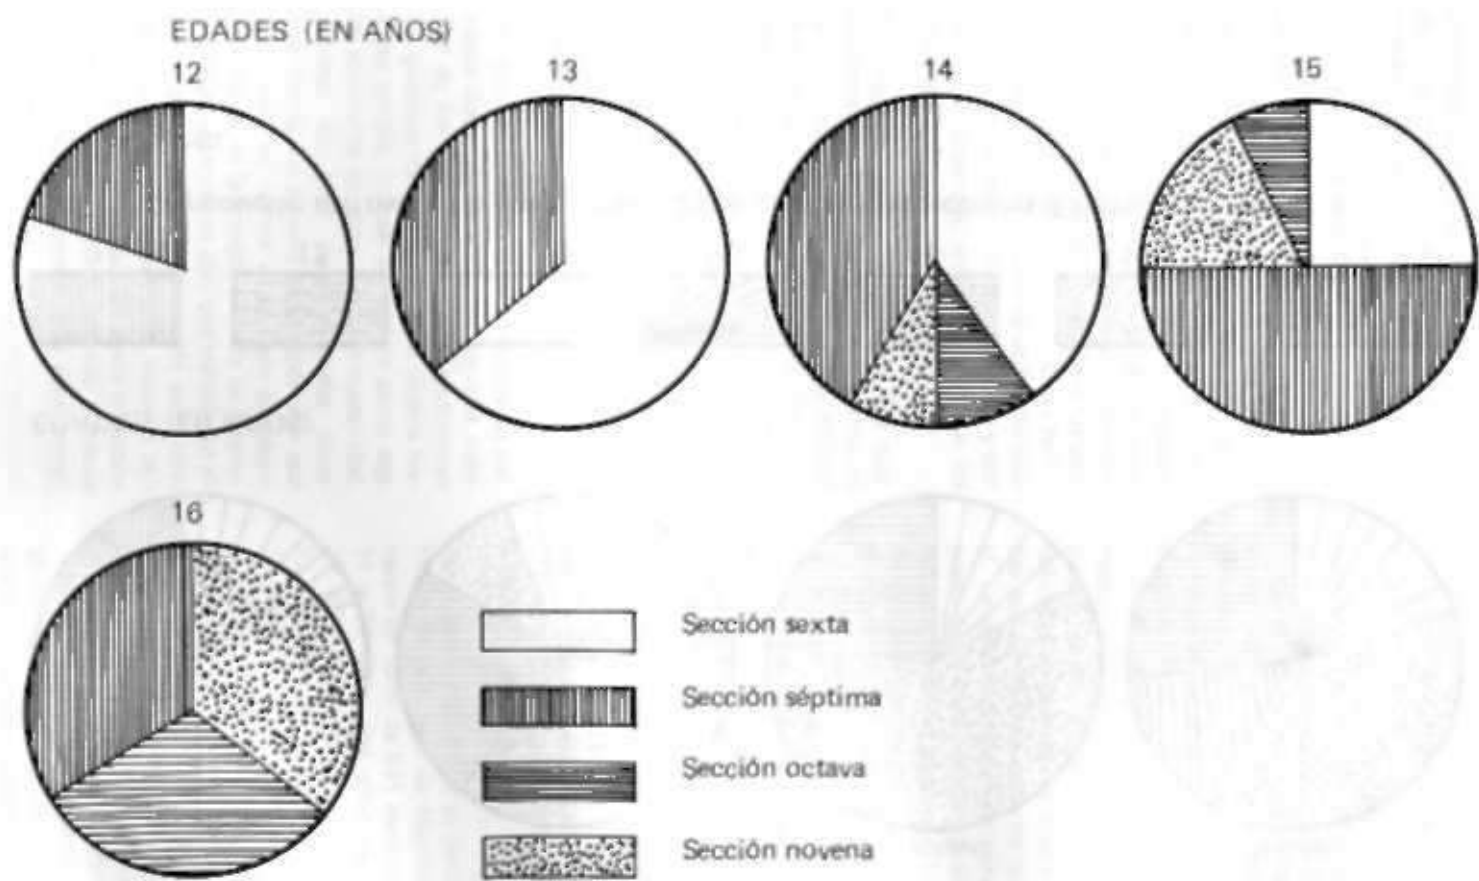 EDADES (EN AÑOS)
12
13
14
15
16
Sección sexta
Sección séptima
Sección octava
Sección novena